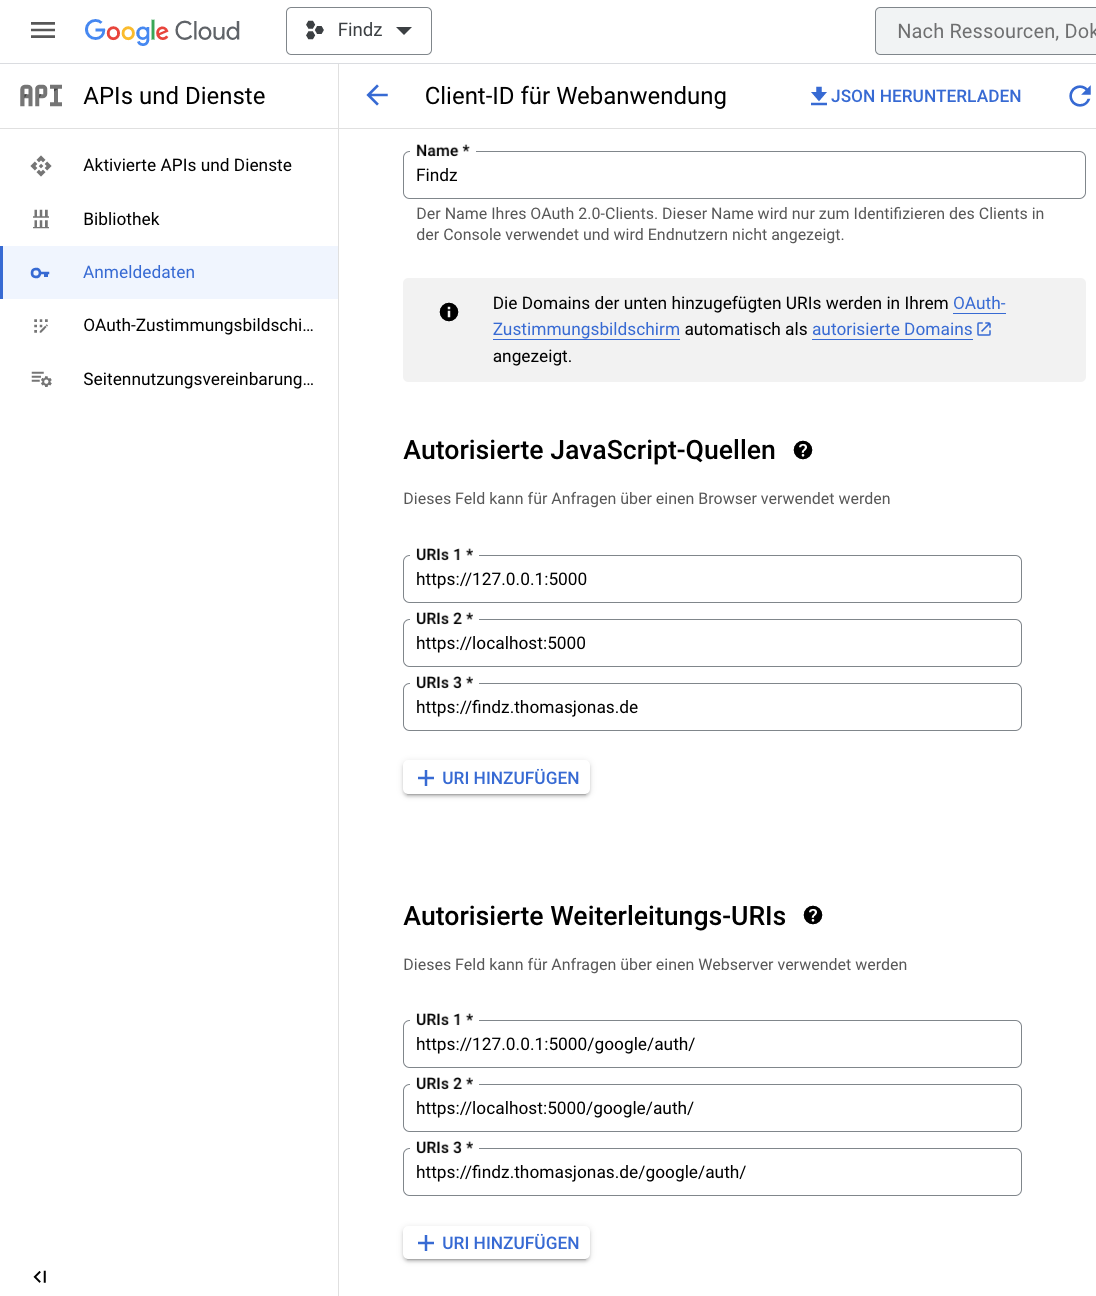 Google Cloud
Findz
Nach Ressourcen, Dok
API
APIs und Dienste
Client-ID für Webanwendung
JSON HERUNTERLADEN
Aktivierte APIs und Dienste
Bibliothek
Anmeldedaten
OAuth-Zustimmungsbildschi...
Seitennutzungsvereinbarung...
Name *
Findz
Der Name Ihres OAuth 2.0-Clients. Dieser Name wird nur zum Identifizieren des Clients in
der Console verwendet und wird Endnutzern nicht angezeigt.
Die Domains der unten hinzugefügten URIs werden in Ihrem OAuth-
Zustimmungsbildschirm automatisch als autorisierte Domains
angezeigt.
Autorisierte JavaScript-Quellen
Dieses Feld kann für Anfragen über einen Browser verwendet werden
URIs 1 *
https://127.0.0.1:5000
URIs 2 *
https://localhost:5000
URIs 3 *
https://findz.thomasjonas.de
URI HINZUFÜGEN
Autorisierte Weiterleitungs-URIs
Dieses Feld kann für Anfragen über einen Webserver verwendet werden
URIs 1 *
https://127.0.0.1:5000/google/auth/
URIs 2 *
https://localhost:5000/google/auth/
URIs 3 *
https://findz.thomasjonas.de/google/auth/
URI HINZUFÜGEN